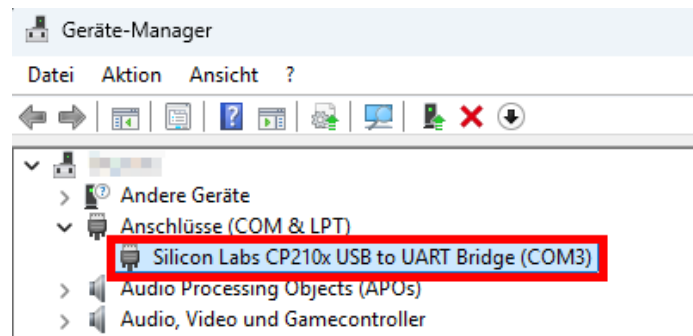 Geräte-Manager
Datei Aktion Ansicht ?
Andere Geräte
Anschlüsse (COM & LPT)
Silicon Labs CP210x USB to UART Bridge (COM3)
Audio Processing Objects (APOs)
Audio, Video und Gamecontroller